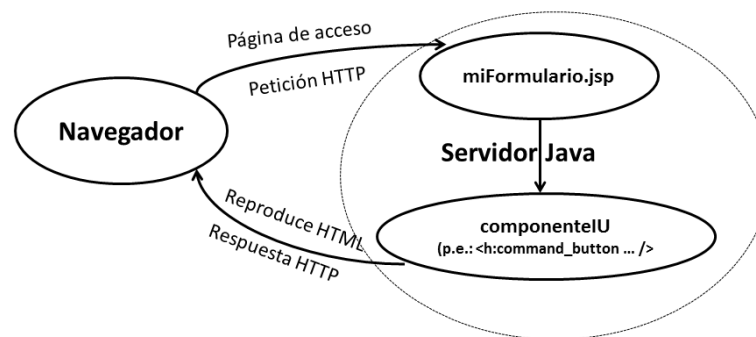 Página de acceso
Petición HTTP
miFormulario.jsp
Navegador
Servidor Java
Reproduce HTML
Respuesta HTTP
componenteIU
(p.e.: <h:command_button ... />